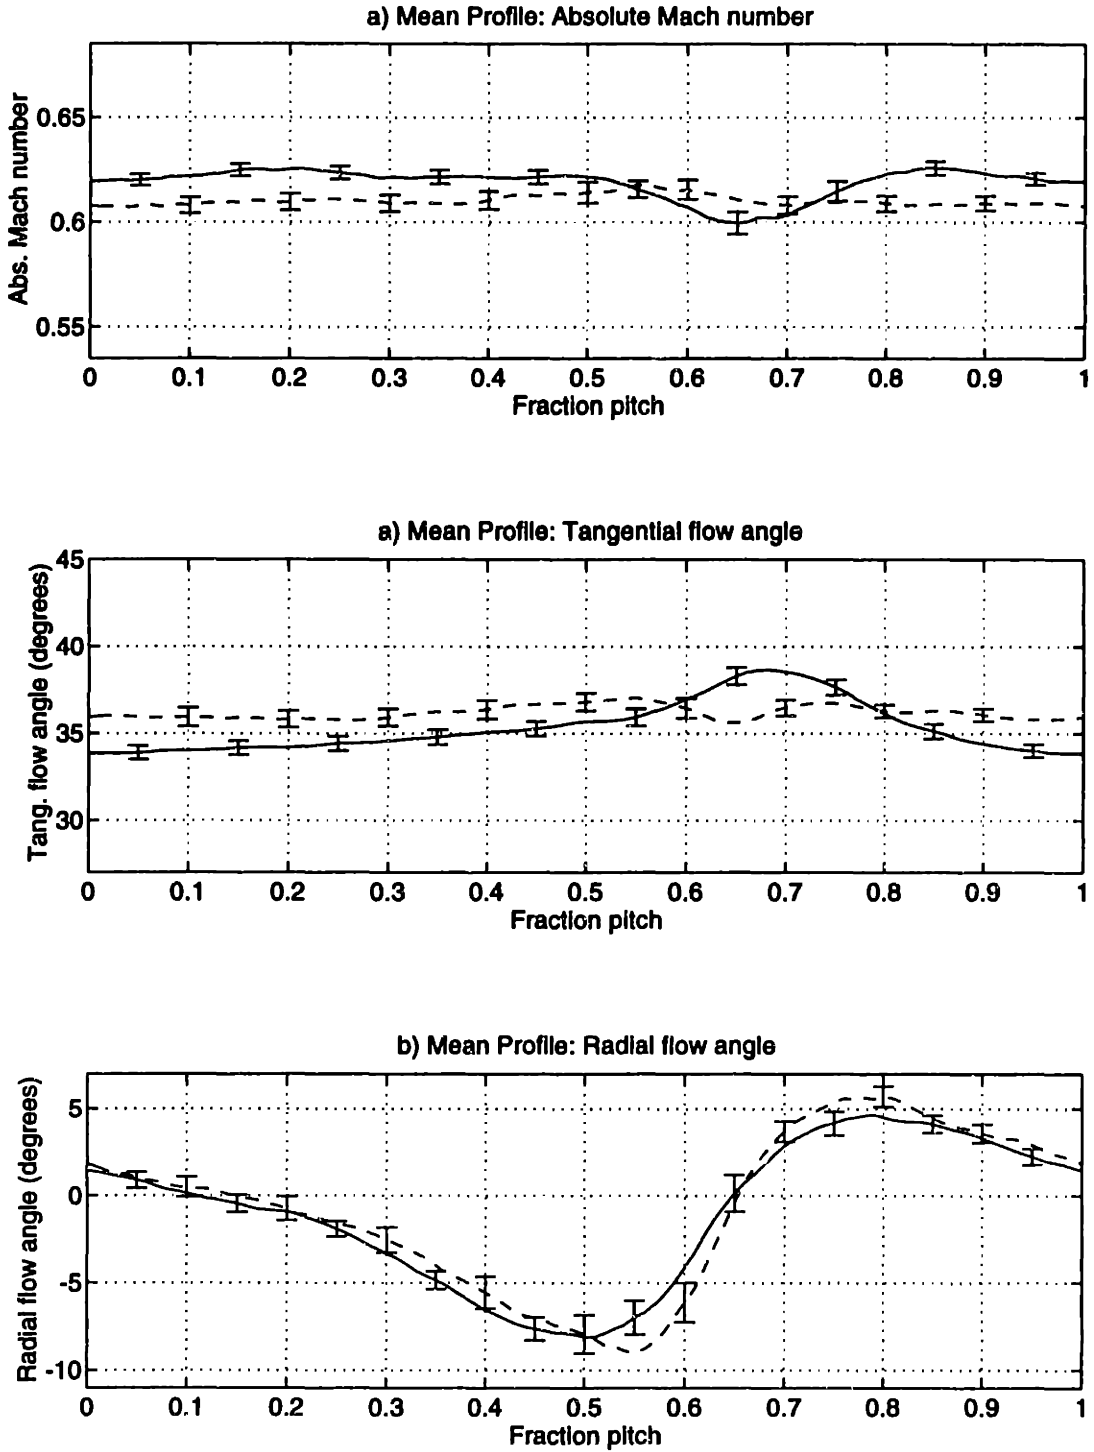 a) Mean Profile: Absolute Mach number
Abs. Mach number
0.65
0.6
0.55
0 0.1 0.2 0.3 0.4 0.5 0.6 0.7 0.8 0.9 1
Fraction pitch
a) Mean Profile: Tangential flow angle
Tang. flow angle (degrees)
45
40
35
30
0 0.1 0.2 0.3 0.4 0.5 0.6 0.7 0.8 0.9 1
Fraction pitch
b) Mean Profile: Radial flow angle
Radial flow angle (degrees)
5
0
-5
-10
0 0.1 0.2 0.3 0.4 0.5 0.6 0.7 0.8 0.9 1
Fraction pitch